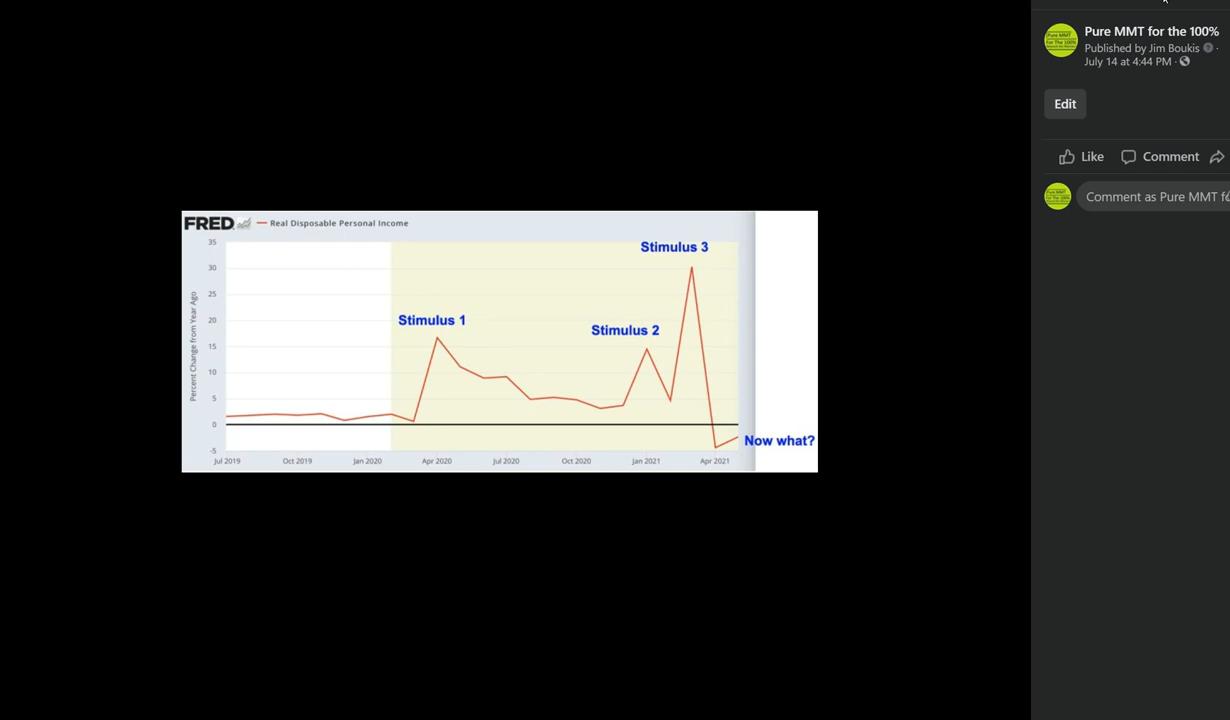 Pure MMT for the 100%
Published by Jim Boukis ·
July 14 at 4:44 PM ·
Edit
Like Comment
Comment as Pure MMT
FRED Real Disposable Personal Income
Percent Change from Year Ago
35
30
25
20
15
10
5
0
-5
Stimulus 1
Stimulus 2
Stimulus 3
Now what?
Jul 2019 Oct 2019 Jan 2020 Apr 2020 Jul 2020 Oct 2020 Jan 2021 Apr 2021